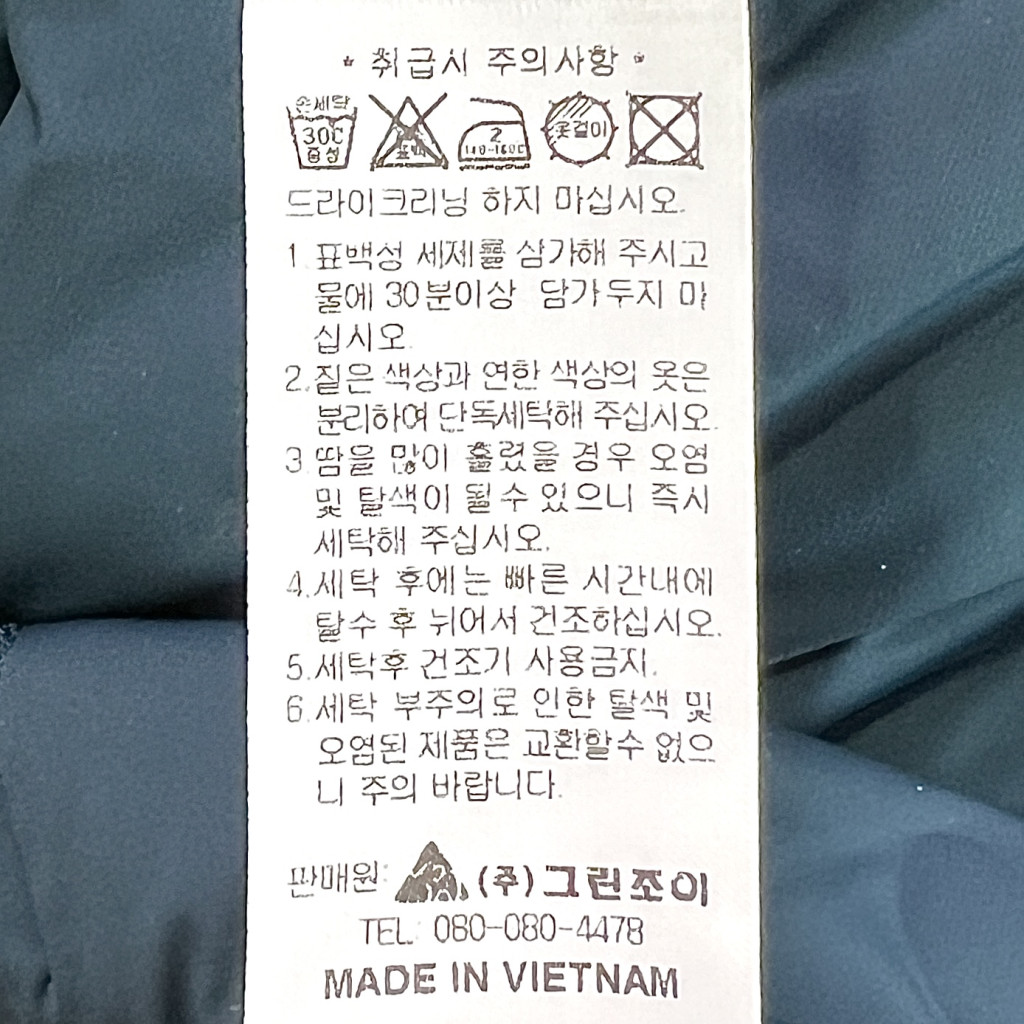 * 취급시 주의사항 *
손세탁
30C
중성
표백
2
140-160C
옷걸이
드라이크리닝 하지 마십시오.
1.표백성 세제를 삼가해 주시고
물에 30분이상 담가두지 마
십시오.
2.짙은 색상과 연한 색상의 옷은
분리하여 단독세탁해 주십시오.
3.땀을 많이 흘렸을 경우 오염
및 탈색이 될수 있으니 즉시
세탁해 주십시오.
4.세탁 후에는 빠른 시간내에
탈수 후 뉘어서 건조하십시오.
5.세탁후 건조기 사용금지.
6.세탁 부주의로 인한 탈색 및
오염된 제품은 교환할수 없으
니 주의 바랍니다.
판매원: (주)그린조이
TEL: 080-080-4478
MADE IN VIETNAM